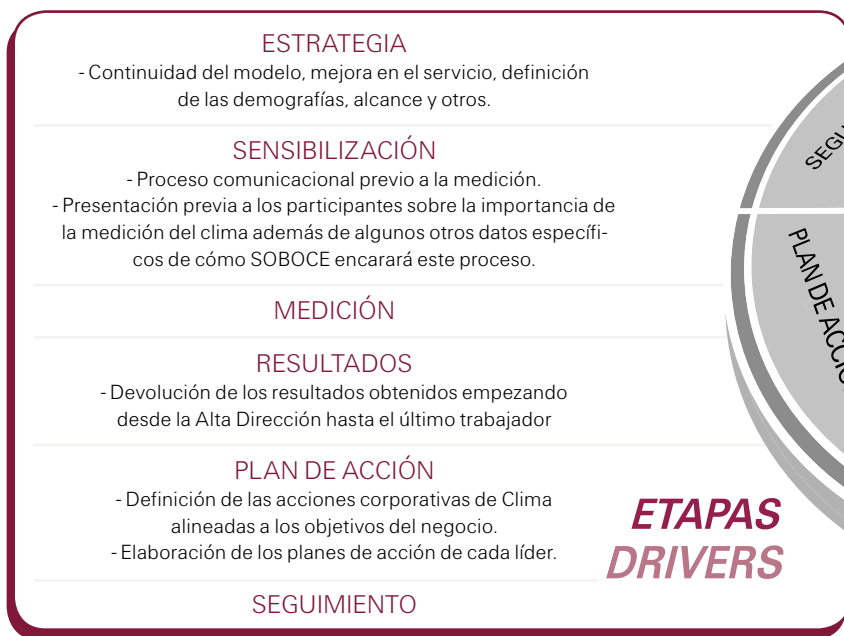 ESTRATEGIA
- Continuidad del modelo, mejora en el servicio, definición
de las demografías, alcance y otros.
SENSIBILIZACIÓN
- Proceso comunicacional previo a la medición.
- Presentación previa a los participantes sobre la importancia de
la medición del clima además de algunos otros datos específi-
cos de cómo SOBOCE encarará este proceso.
MEDICIÓN
RESULTADOS
- Devolución de los resultados obtenidos empezando
desde la Alta Dirección hasta el último trabajador
PLAN DE ACCIÓN
- Definición de las acciones corporativas de Clima
alineadas a los objetivos del negocio.
- Elaboración de los planes de acción de cada líder.
SEGUIMIENTO
ETAPAS
DRIVERS
SEGU
PLAN DE ACCIÓ